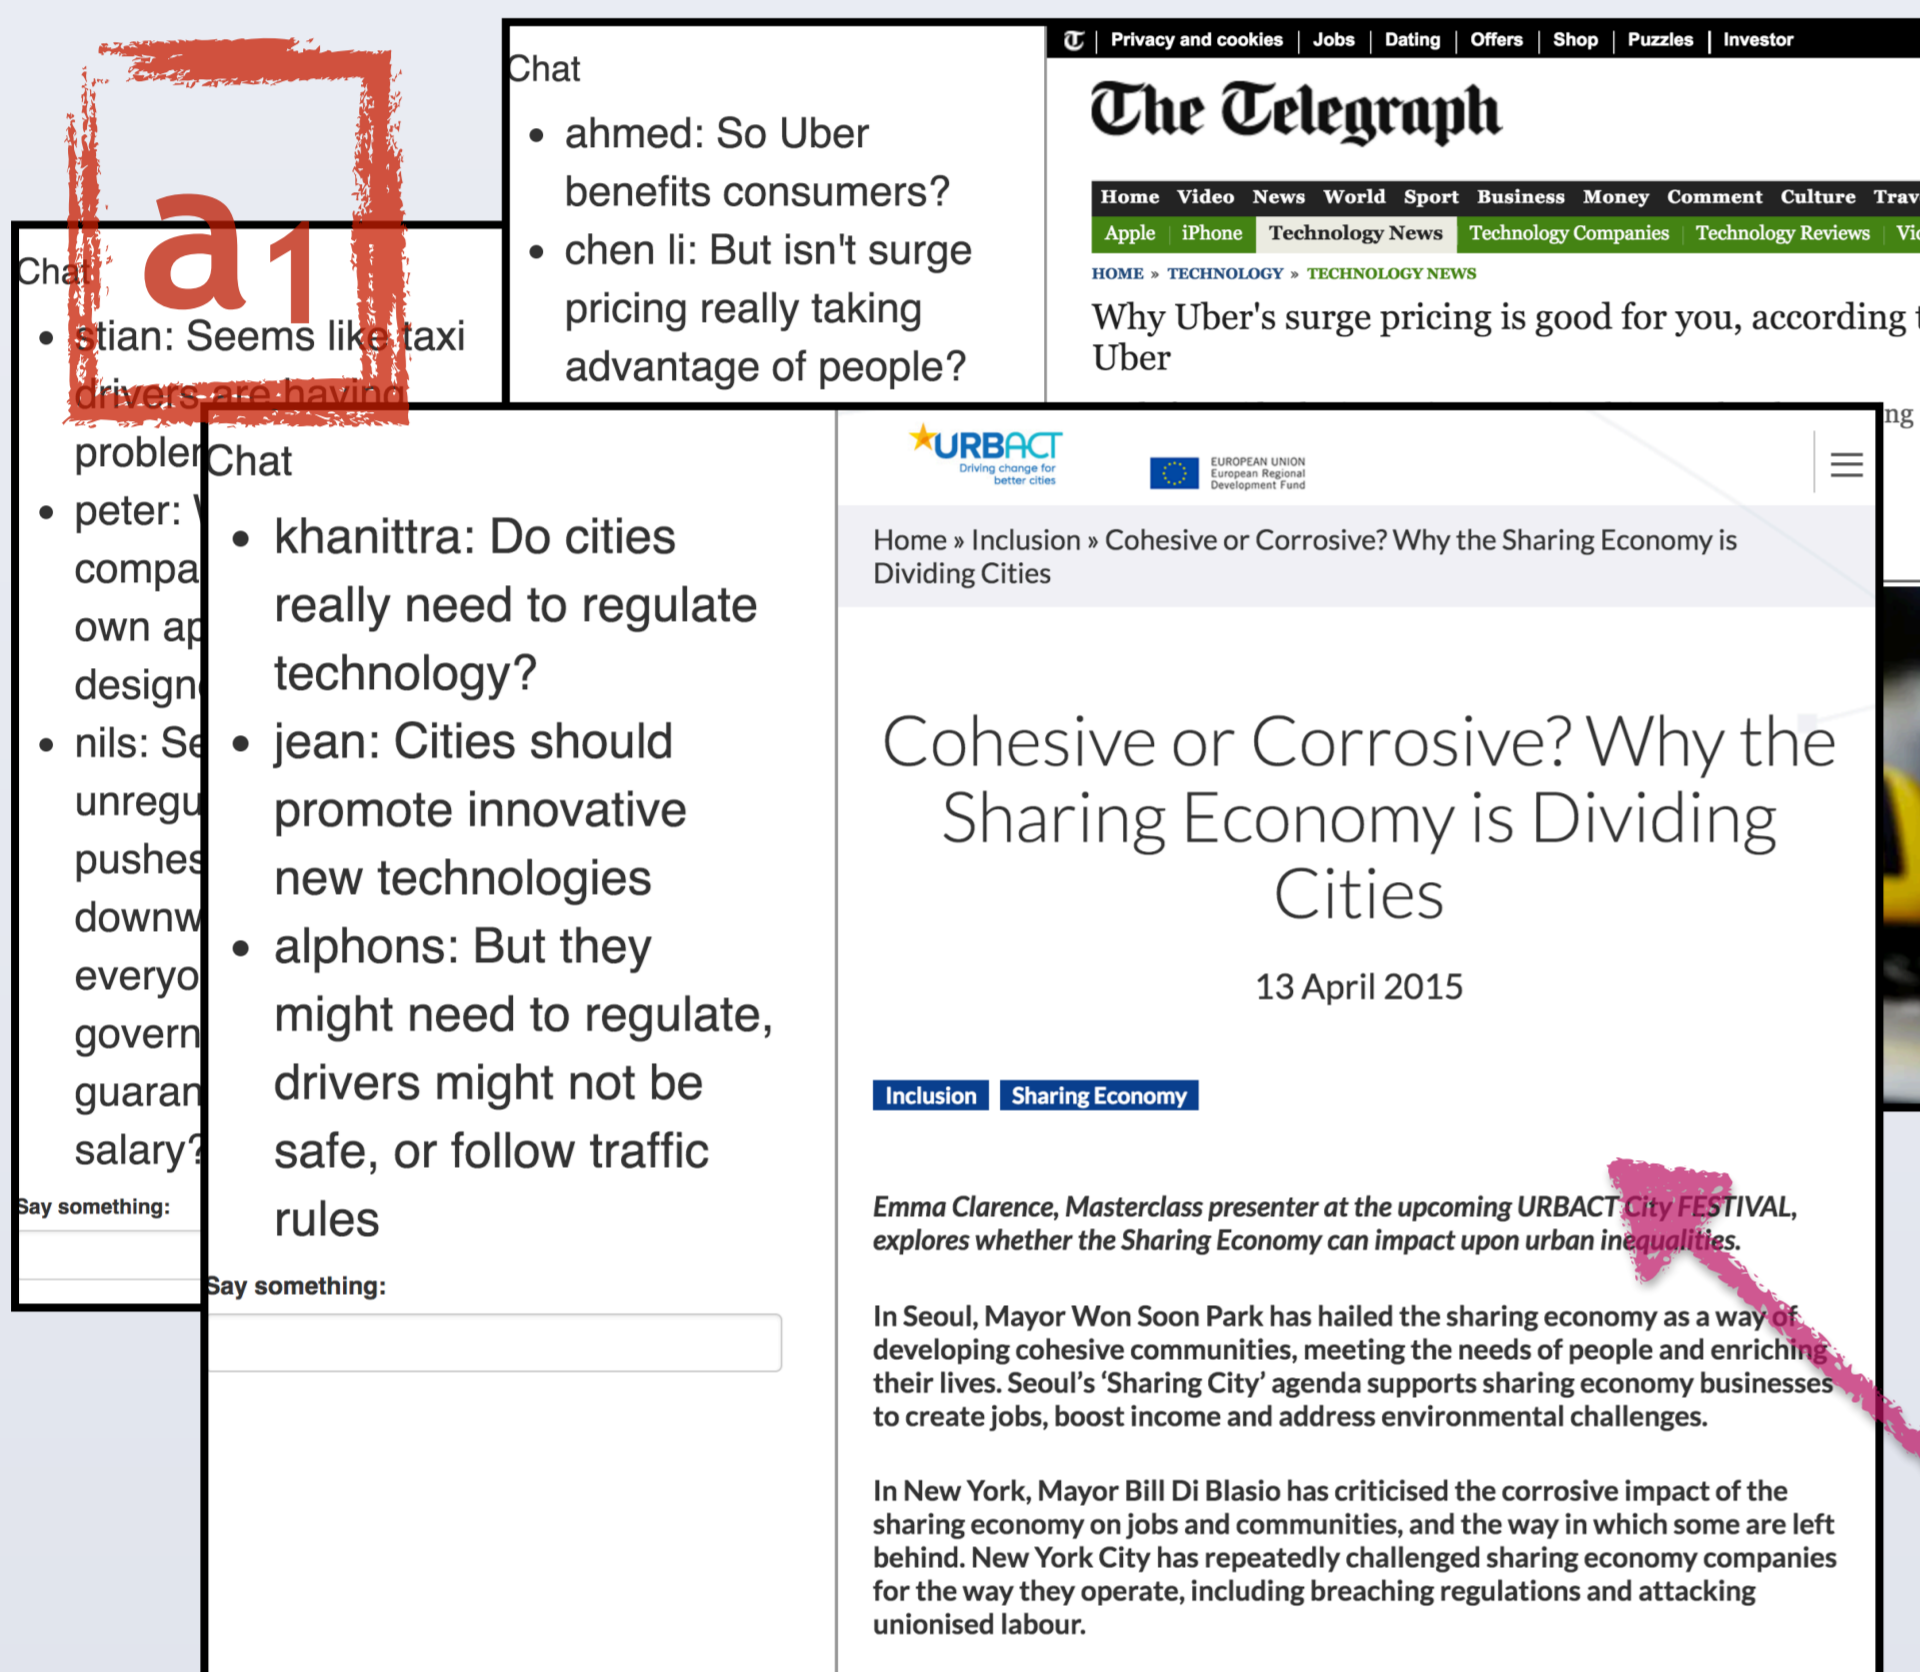 a1
Chat
stian: Seems like taxi
drivers are having
peter:
own
nils:
salary?
Say something:
Chat
ahmed: So Uber
benefits consumers?
chen li: But isn't surge
pricing really taking
advantage of people?
Privacy and cookies | Jobs | Dating | Offers | Shop | Puzzles | Investor
The Telegraph
Home Video News World Sport Business Money Comment Culture
Apple | iPhone Technology News Technology Companies | Technology Reviews
HOME » TECHNOLOGY » TECHNOLOGY NEWS
Why Uber's surge pricing is good for you, according
Uber
Chat
khanittra: Do cities
really need to regulate
technology?
jean: Cities should
promote innovative
new technologies
alphons: But they
might need to regulate,
drivers might not be
safe, or follow traffic
rules
Say something:
URBACT
Driving change for
better cities
EUROPEAN UNION
European Regional
Development Fund
Home » Inclusion » Cohesive or Corrosive? Why the Sharing Economy is
Dividing Cities
Cohesive or Corrosive? Why the
Sharing Economy is Dividing
Cities
13 April 2015
Inclusion Sharing Economy
Emma Clarence, Masterclass presenter at the upcoming URBACT City FESTIVAL,
explores whether the Sharing Economy can impact upon urban inequalities.
In Seoul, Mayor Won Soon Park has hailed the sharing economy as a way of
developing cohesive communities, meeting the needs of people and enriching
their lives. Seoul's ‘Sharing City’ agenda supports sharing economy businesses
to create jobs, boost income and address environmental challenges.
In New York, Mayor Bill Di Blasio has criticised the corrosive impact of the
sharing economy on jobs and communities, and the way in which some are left
behind. New York City has repeatedly challenged sharing economy companies
for the way they operate, including breaching regulations and attacking
unionised labour.